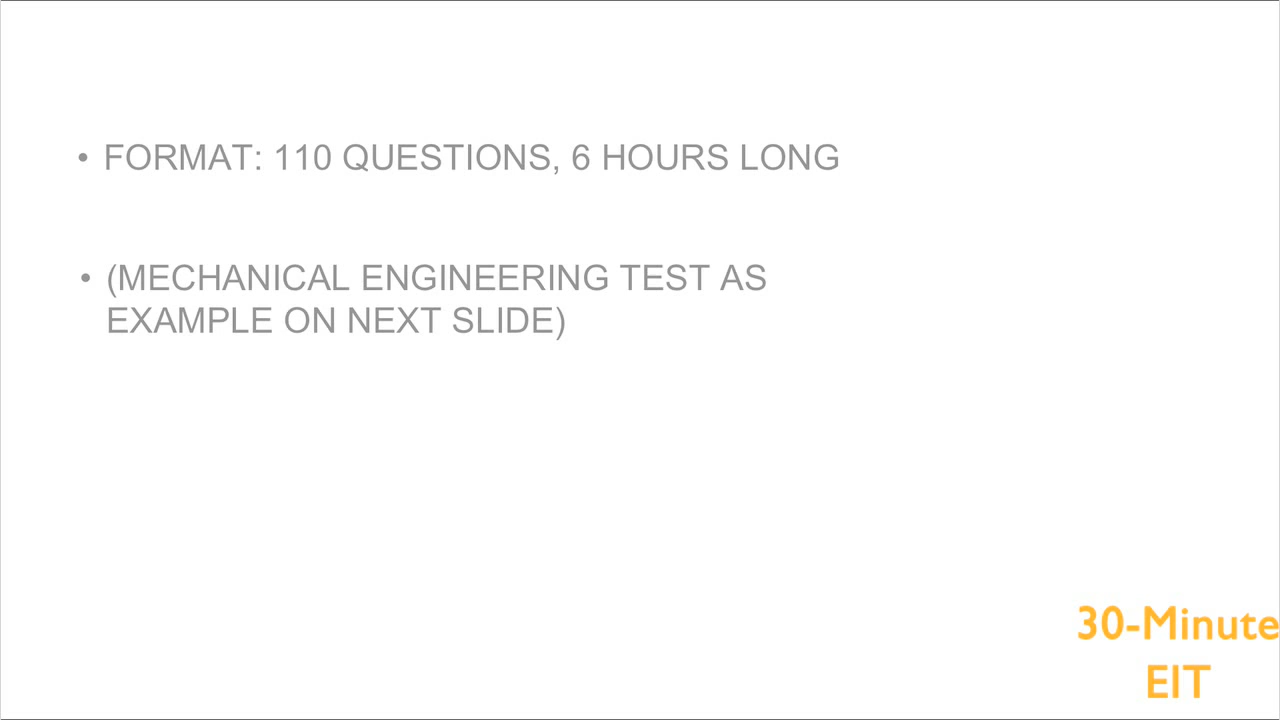 • FORMAT: 110 QUESTIONS, 6 HOURS LONG
• (MECHANICAL ENGINEERING TEST AS
EXAMPLE ON NEXT SLIDE)
30-Minute
EIT